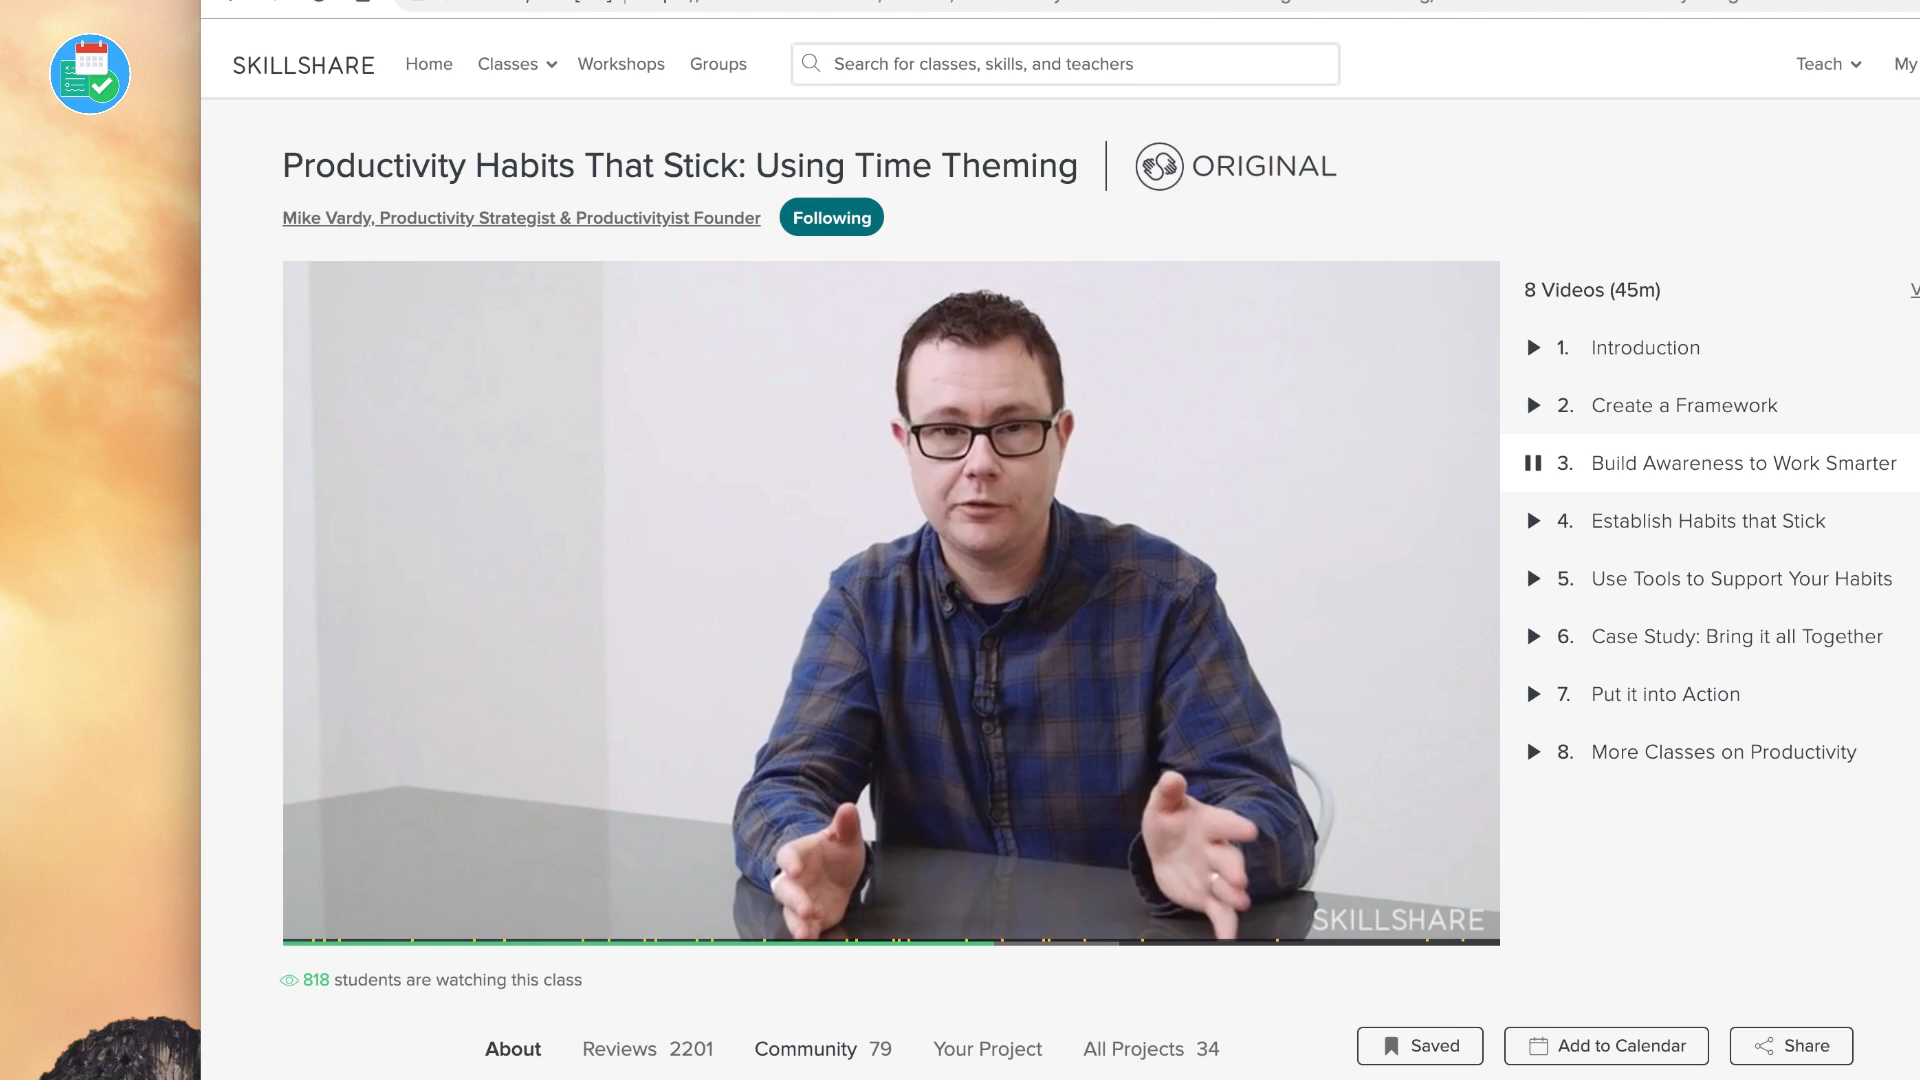 SKILLSHARE Home Classes Workshops Groups Search for classes, skills, and teachers Teach My
Productivity Habits That Stick: Using Time Theming ORIGINAL
Mike Vardy, Productivity Strategist & Productivityist Founder Following
8 Videos (45m)
1. Introduction
2. Create a Framework
3. Build Awareness to Work Smarter
4. Establish Habits that Stick
5. Use Tools to Support Your Habits
6. Case Study: Bring it all Together
7. Put it into Action
8. More Classes on Productivity
SKILLSHARE
818 students are watching this class
About Reviews 2201 Community 79 Your Project All Projects 34 Saved Add to Calendar Share